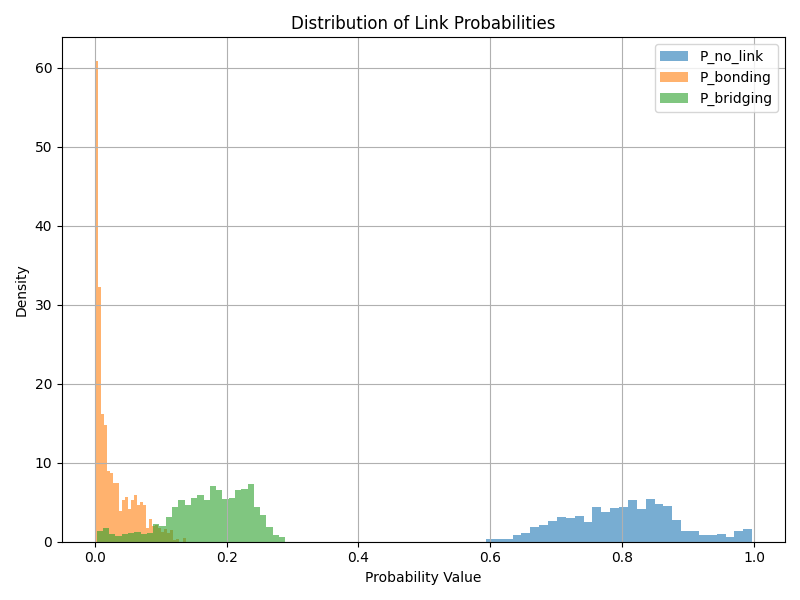 Distribution of Link Probabilities
P_no_link
P_bonding
P_bridging
Density
60
50
40
30
20
10
0
0.0 0.2 0.4 0.6 0.8 1.0
Probability Value